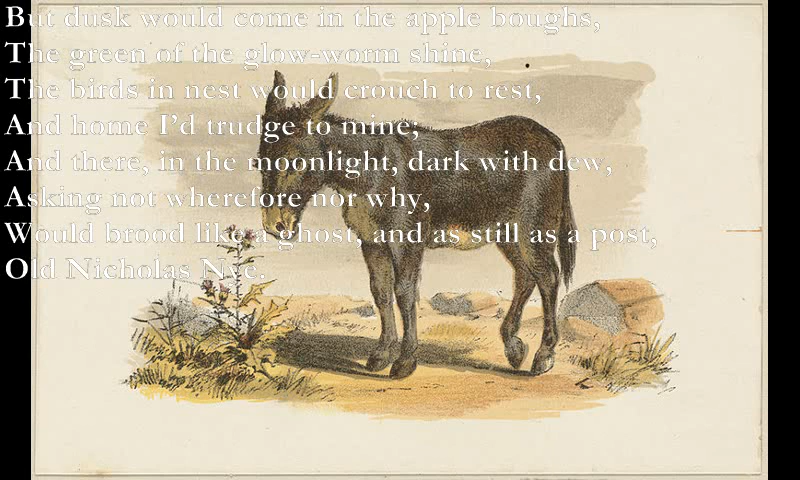 But dusk would come in the apple boughs,
The green of the glow-worm shine,
The birds in nest would crouch to rest,
And home I'd trudge to mine;
And there, in the moonlight, dark with dew,
Asking not wherefore nor why,
Would brood like a ghost, and as still as a post,
Old Nicholas Nye.